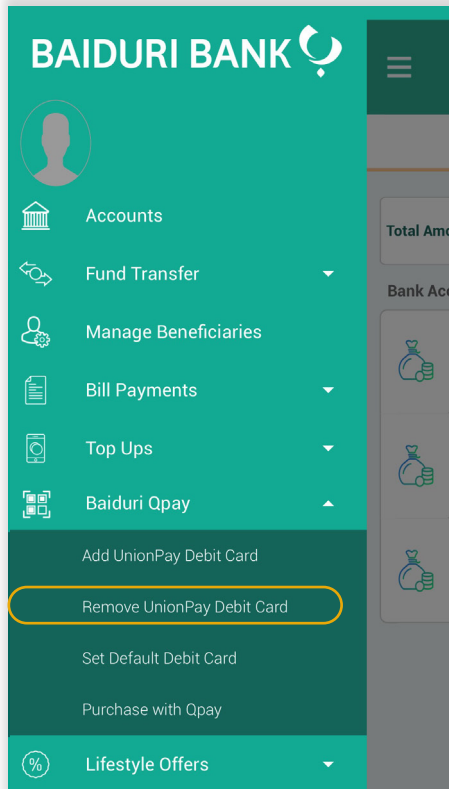 BAIDURI BANK
Accounts
Total Amo
Fund Transfer
Bank Acc
Manage Beneficiaries
Bill Payments
Top Ups
Baiduri Qpay
Add UnionPay Debit Card
Remove UnionPay Debit Card
Set Default Debit Card
Purchase with Qpay
% Lifestyle Offers